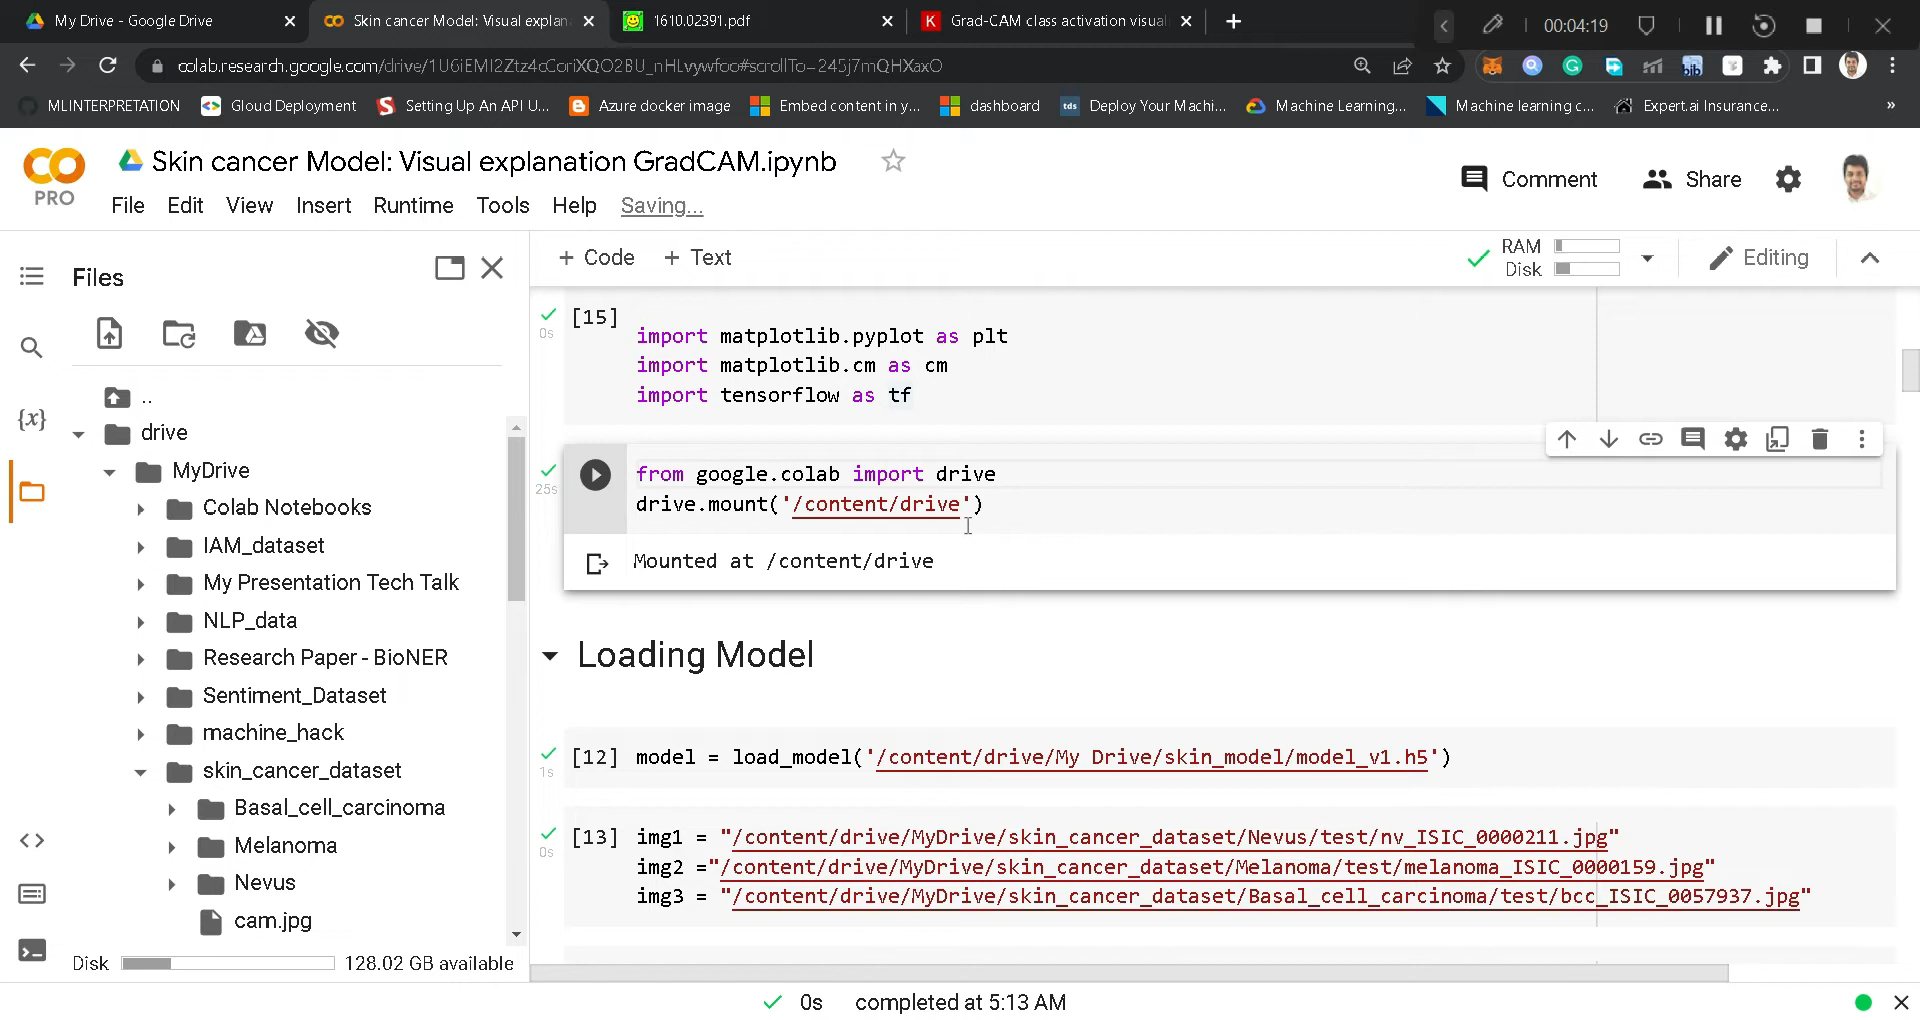 My Drive - Google Drive
Skin cancer Model: Visual explan
1610.02391.pdf
Grad-CAM class activation visual
00:04:19
MLINTERPRETATION
Gloud Deployment
Setting Up An API U...
Azure docker image
Embed content in y...
dashboard
tds
Deploy Your Machi...
Machine Learning...
Machine learning c...
Expert.ai Insurance...
»
PRO
Skin cancer Model: Visual explanation GradCAM.ipynb
File Edit View Insert Runtime Tools Help Saving...
Comment
Share
Files
+ Code + Text
RAM
Disk
Editing
..
drive
MyDrive
Colab Notebooks
IAM_dataset
My Presentation Tech Talk
NLP_data
Research Paper - BioNER
Sentiment_Dataset
machine_hack
skin_cancer_dataset
Basal_cell_carcinoma
Melanoma
Nevus
cam.jpg
Disk 128.02 GB available
[15]
0s
import matplotlib.pyplot as plt
import matplotlib.cm as cm
import tensorflow as tf
25s
from google.colab import drive
drive.mount('/content/drive')
Mounted at /content/drive
Loading Model
[12] model = load_model('/content/drive/My Drive/skin_model/model_v1.h5')
1s
[13] img1 = "/content/drive/MyDrive/skin_cancer_dataset/Nevus/test/nv_ISIC_0000211.jpg"
0s
img2 ="/content/drive/MyDrive/skin_cancer_dataset/Melanoma/test/melanoma_ISIC_0000159.jpg"
img3 = "/content/drive/MyDrive/skin_cancer_dataset/Basal_cell_carcinoma/test/bcc_ISIC_0057937.jpg"
0s completed at 5:13 AM